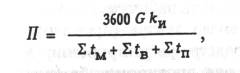 П = 3600 G kи / Σ tм + Σ tв + Σ tп ,